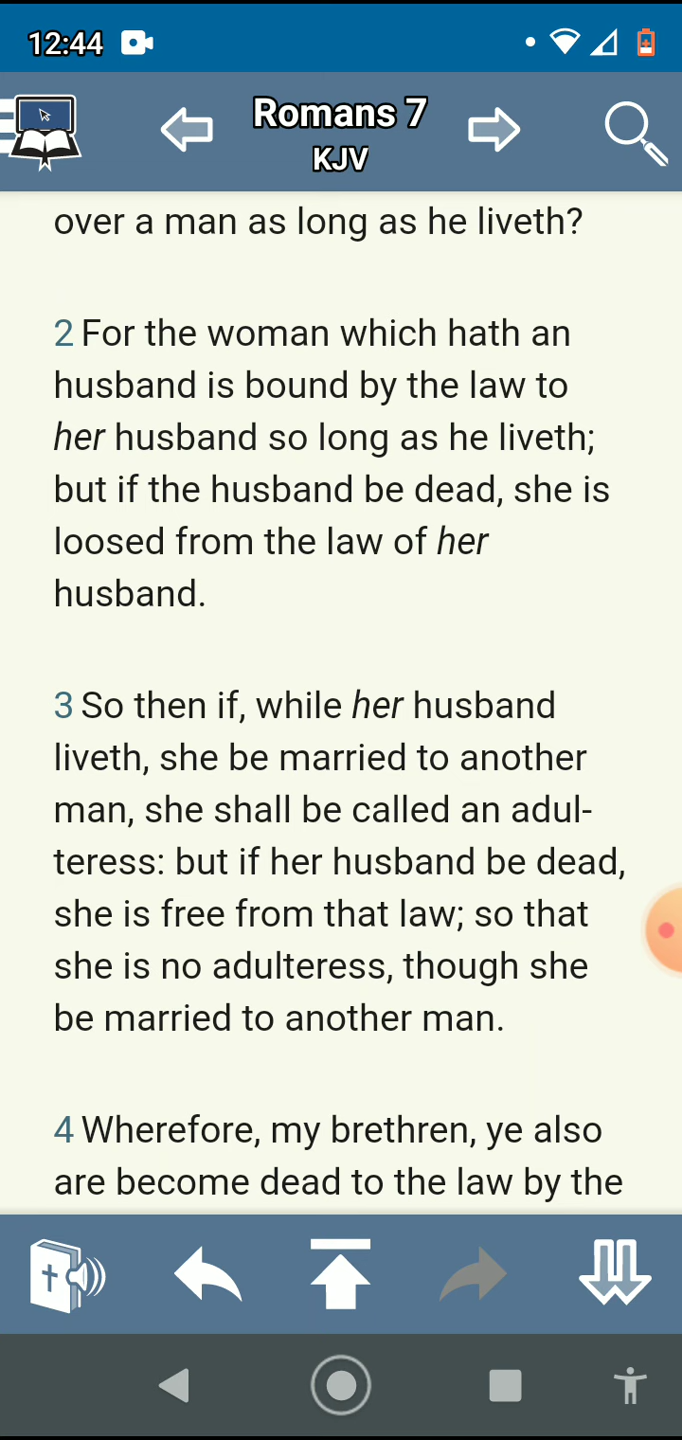 12:44
Romans 7
KJV
over a man as long as he liveth?
2 For the woman which hath an
husband is bound by the law to
her husband so long as he liveth;
but if the husband be dead, she is
loosed from the law of her
husband.
3 So then if, while her husband
liveth, she be married to another
man, she shall be called an adul-
teress: but if her husband be dead,
she is free from that law; so that
she is no adulteress, though she
be married to another man.
4 Wherefore, my brethren, ye also
are become dead to the law by the